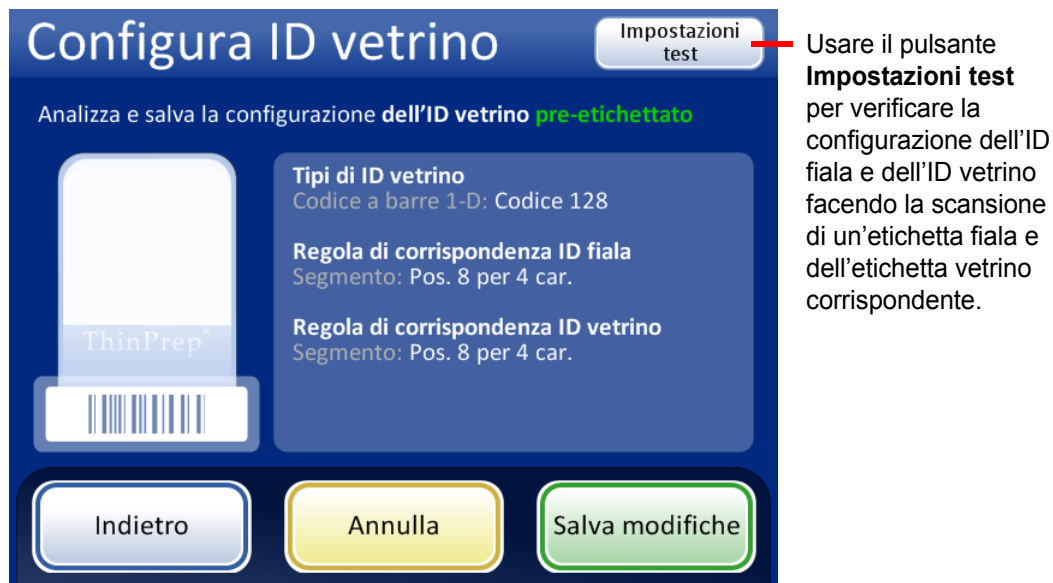 Configura ID vetrino
Impostazioni
test
Analizza e salva la configurazione dell'ID vetrino pre-etichettato
ThinPrep®
Tipi di ID vetrino
Codice a barre 1-D: Codice 128
Regola di corrispondenza ID fiala
Segmento: Pos. 8 per 4 car.
Regola di corrispondenza ID vetrino
Segmento: Pos. 8 per 4 car.
Indietro
Annulla
Salva modifiche
Usare il pulsante
Impostazioni test
per verificare la
configurazione dell'ID
fiala e dell'ID vetrino
facendo la scansione
di un'etichetta fiala e
dell'etichetta vetrino
corrispondente.